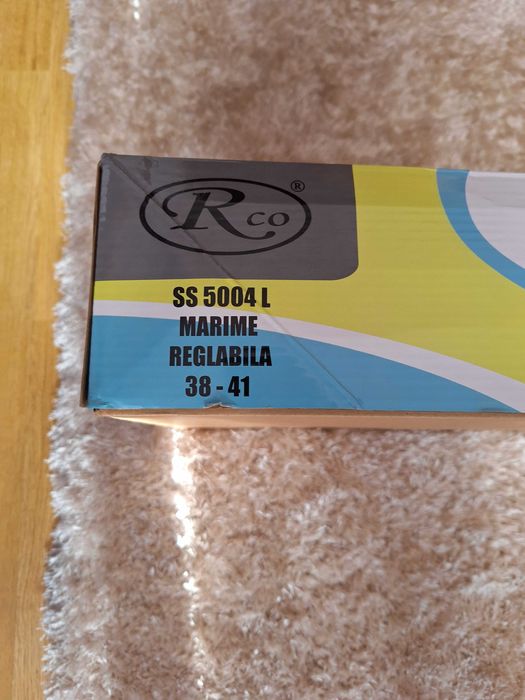 Rco ®
SS 5004 L
MARIME
REGLABILA
38 - 41